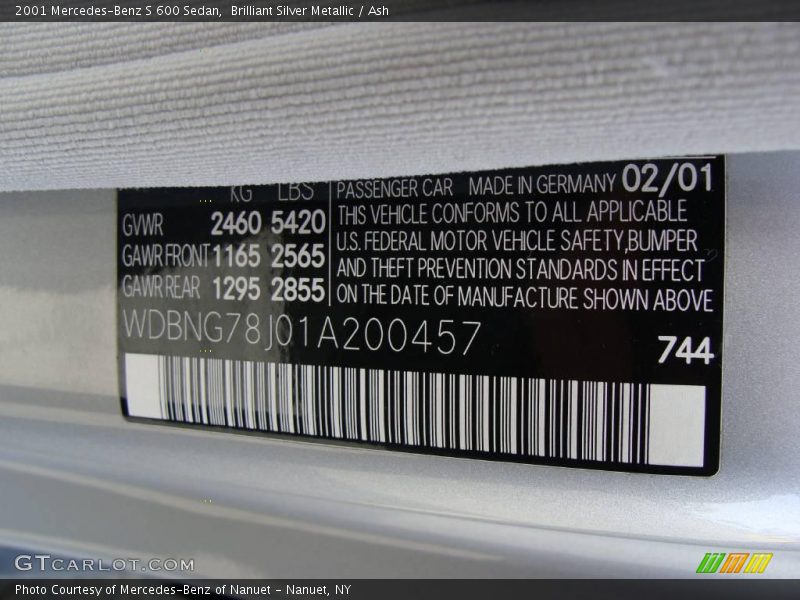 2001 Mercedes-Benz S 600 Sedan, Brilliant Silver Metallic / Ash
KG LBS
GVWR 2460 5420
GAWR FRONT 1165 2565
GAWR REAR 1295 2855
PASSENGER CAR MADE IN GERMANY 02/01
THIS VEHICLE CONFORMS TO ALL APPLICABLE
U.S. FEDERAL MOTOR VEHICLE SAFETY,BUMPER
AND THEFT PREVENTION STANDARDS IN EFFECT
ON THE DATE OF MANUFACTURE SHOWN ABOVE
WDBNG78J01A200457
744
GTCARLOT.COM
Photo Courtesy of Mercedes-Benz of Nanuet - Nanuet, NY